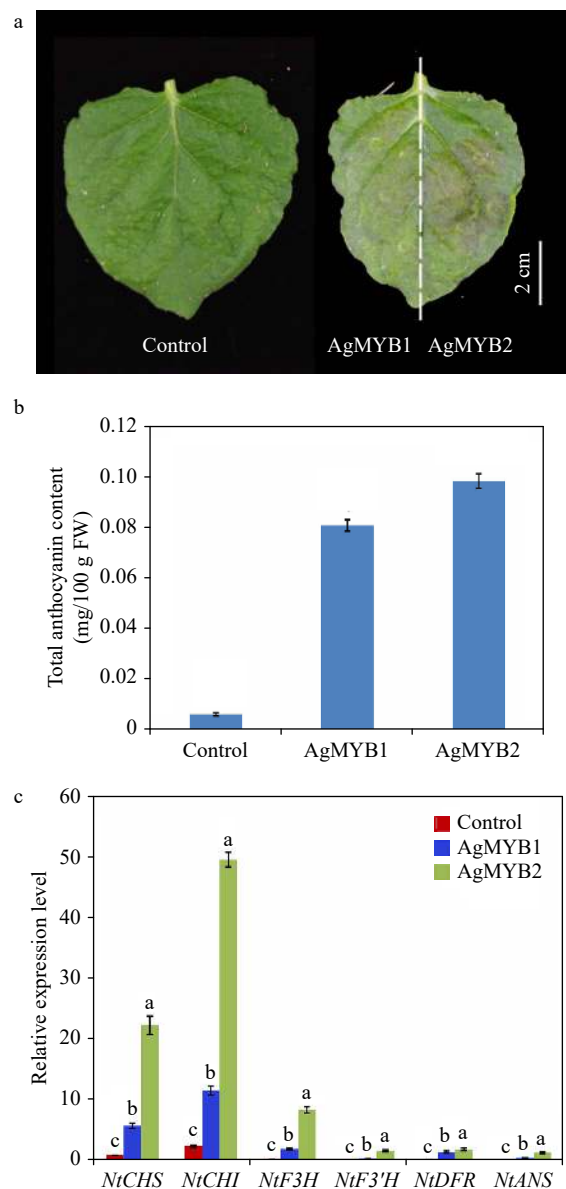 a
Control
AgMYB1 AgMYB2
2 cm
b
Total anthocyanin content
(mg/100 g FW)
0.12
0.10
0.08
0.06
0.04
0.02
0
Control AgMYB1 AgMYB2
c
Relative expression level
60
50
40
30
20
10
0
Control
AgMYB1
AgMYB2
c b a
c b a
c b a
c b a
c b a
c b a
NtCHS NtCHI NtF3H NtF3'H NtDFR NtANS